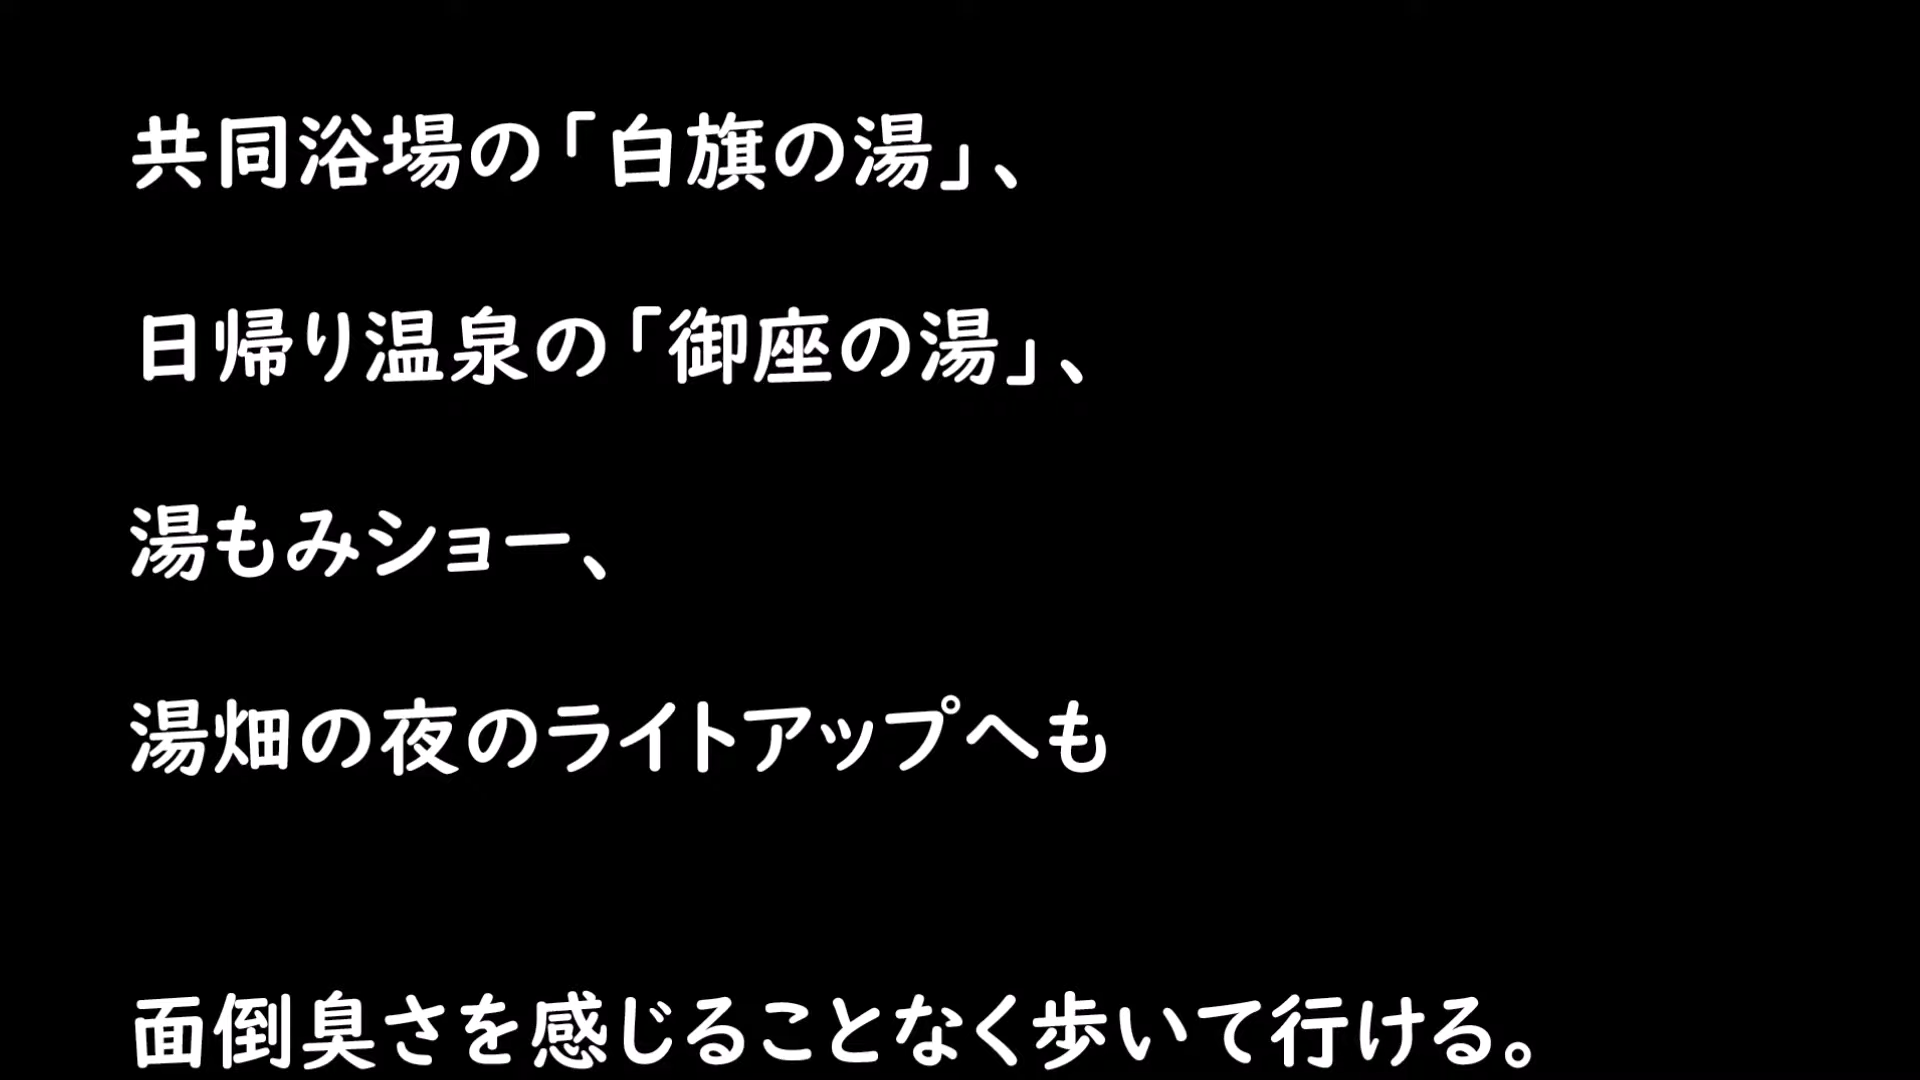 共同浴場の「白旗の湯」、
日帰り温泉の「御座の湯」、
湯もみショー、
湯畑の夜のライトアップへも
面倒臭さを感じることなく歩いて行ける。